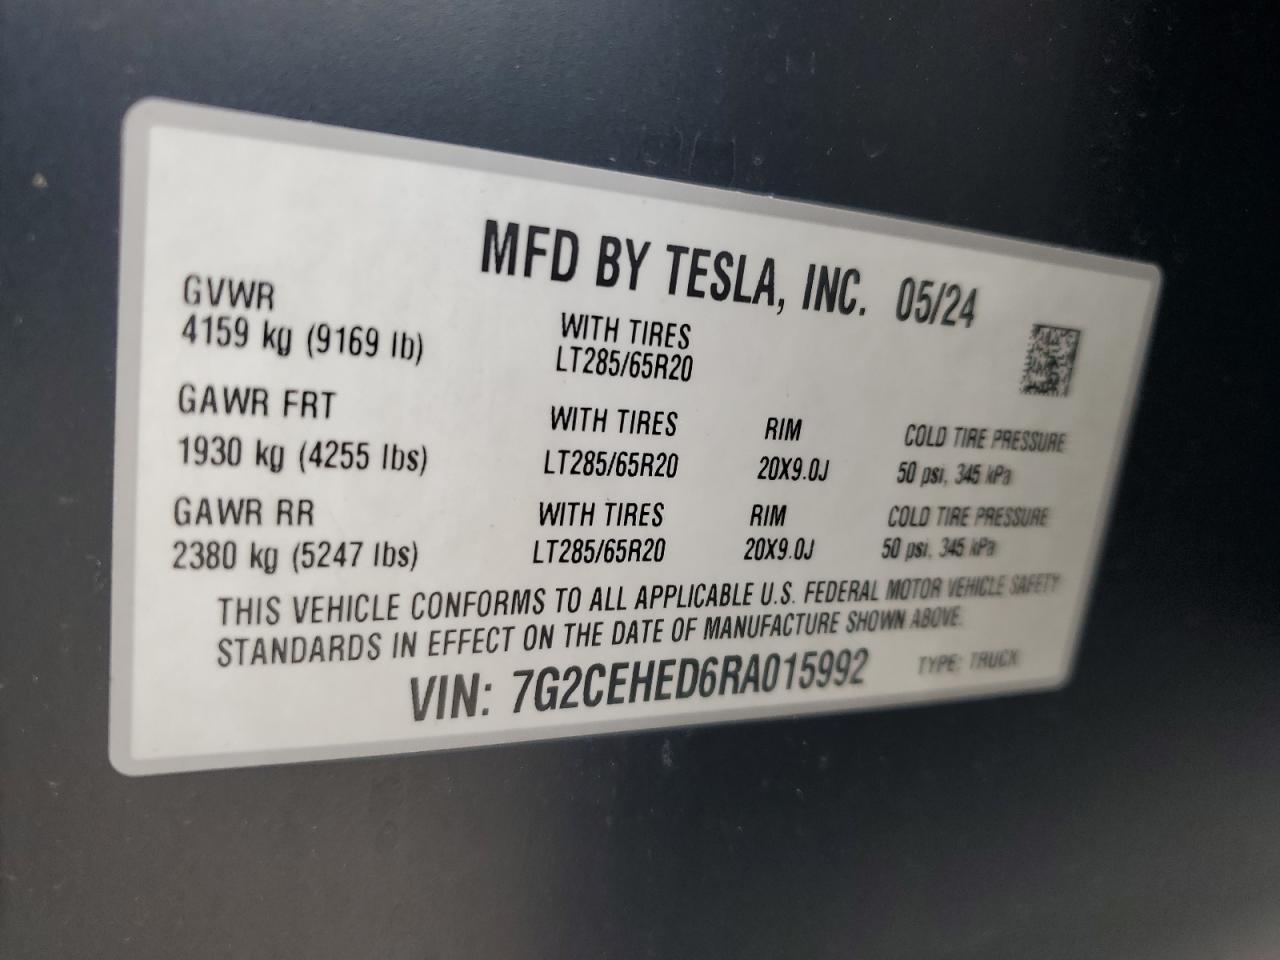 MFD BY TESLA, INC. 05/24
GVWR
4159 kg (9169 lb)
WITH TIRES
LT285/65R20
GAWR FRT WITH TIRES RIM COLD TIRE PRESSURE
1930 kg (4255 lbs) LT285/65R20 20X9.0J 50 psi, 345 kPa
GAWR RR WITH TIRES RIM COLD TIRE PRESSURE
2380 kg (5247 lbs) LT285/65R20 20X9.0J 50 psi, 345 kPa
THIS VEHICLE CONFORMS TO ALL APPLICABLE U.S. FEDERAL MOTOR VEHICLE SAFETY
STANDARDS IN EFFECT ON THE DATE OF MANUFACTURE SHOWN ABOVE.
VIN: 7G2CEHED6RA015992 TYPE: TRUCK